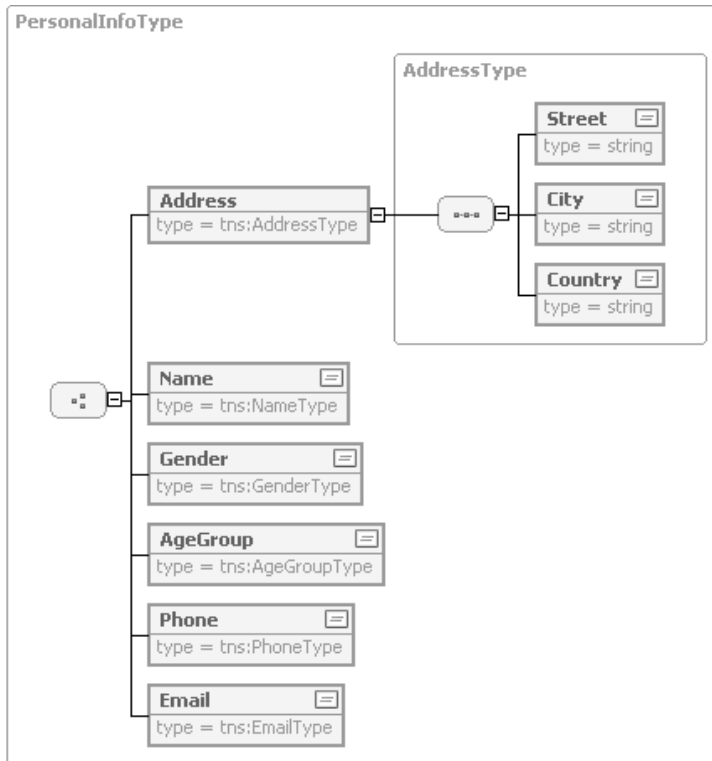 PersonalInfoType
AddressType
Street
type = string
Address
type = tns:AddressType
City
type = string
Country
type = string
Name
type = tns:NameType
Gender
type = tns:GenderType
AgeGroup
type = tns:AgeGroupType
Phone
type = tns:PhoneType
Email
type = tns:EmailType